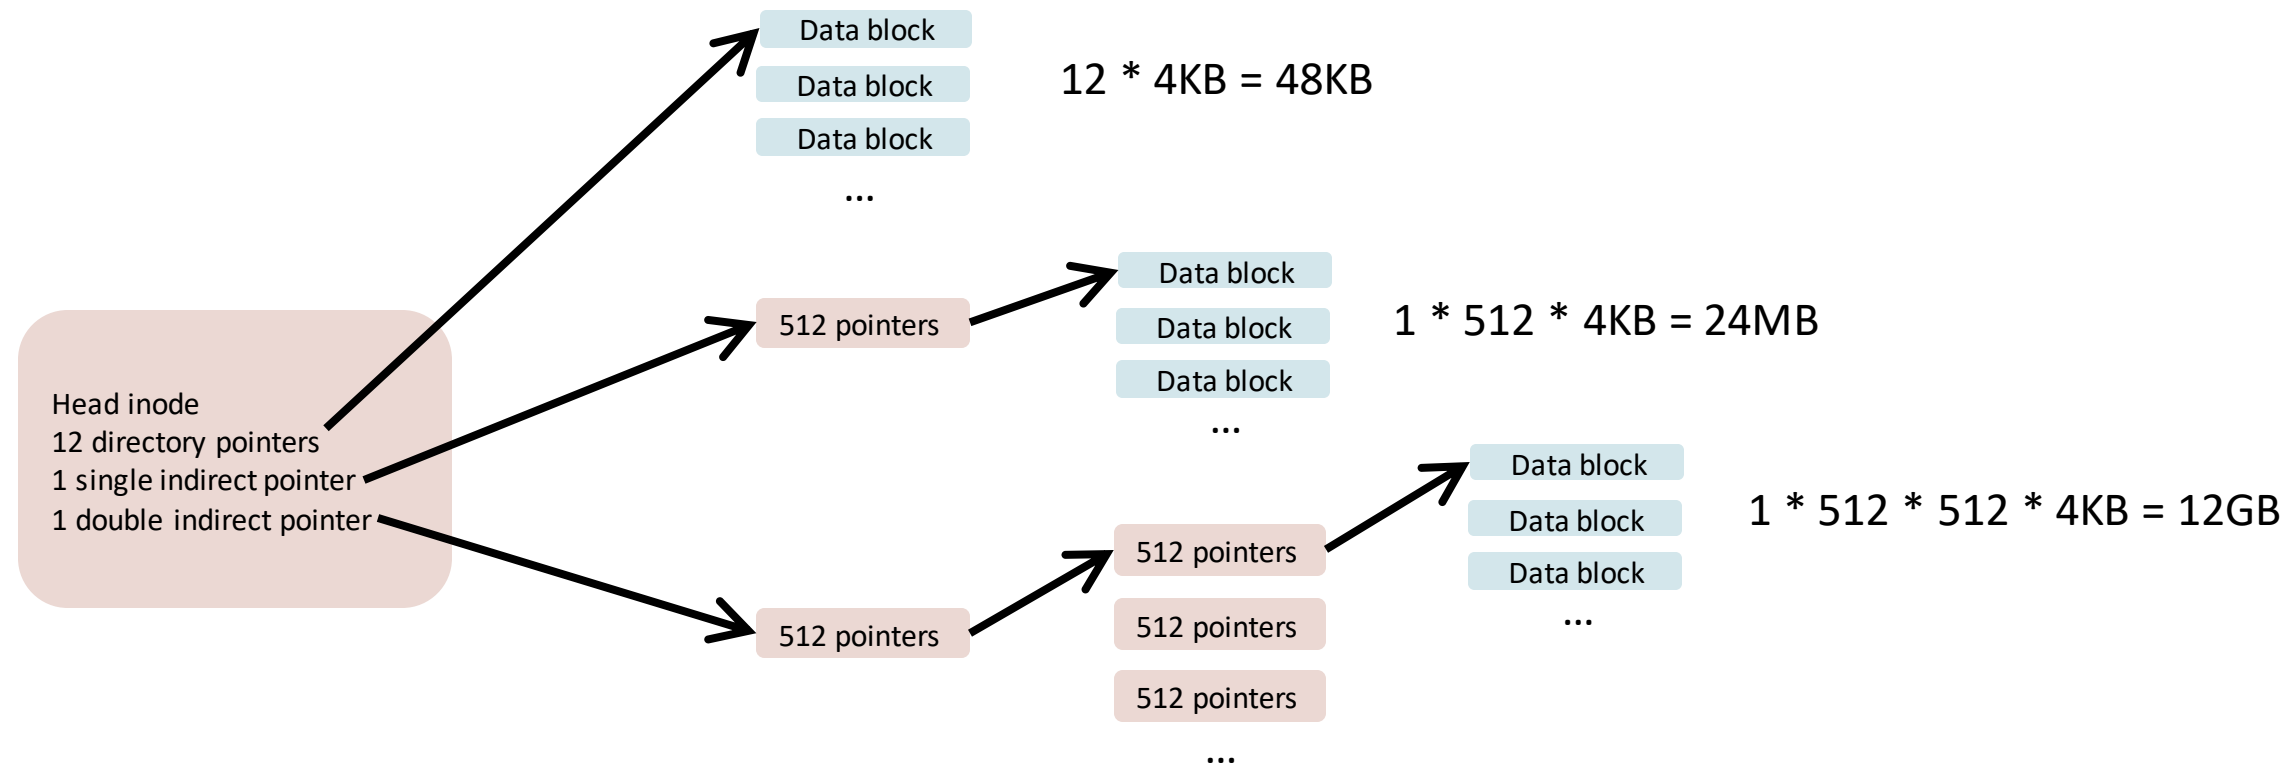 Data block
Data block
Data block
...
12 * 4KB = 48KB
Head inode
12 directory pointers
1 single indirect pointer
1 double indirect pointer
512 pointers
Data block
Data block
Data block
...
1 * 512 * 4KB = 24MB
512 pointers
512 pointers
512 pointers
512 pointers
...
Data block
Data block
Data block
...
1 * 512 * 512 * 4KB = 12GB